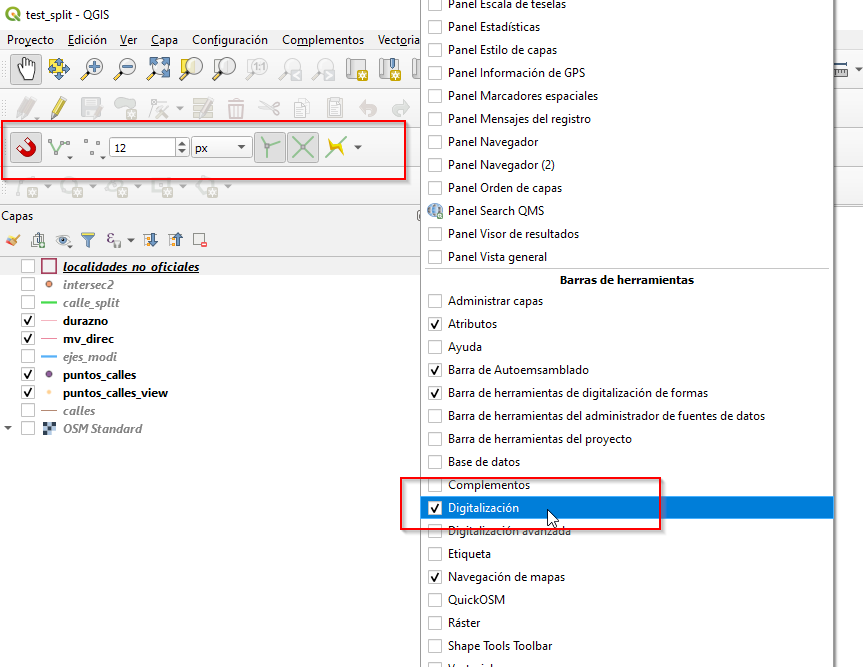 test_split - QGIS
Proyecto Edición Ver Capa Configuración Complementos Vectoria
1:1
12 px
Capas
localidades_no_oficiales
intersec2
calle_split
durazno
mv_direc
ejes_modi
puntos_calles
puntos_calles_view
calles
OSM Standard
Panel Escala de teselas
Panel Estadísticas
Panel Estilo de capas
Panel Información de GPS
Panel Marcadores espaciales
Panel Mensajes del registro
Panel Navegador
Panel Navegador (2)
Panel Orden de capas
Panel Search QMS
Panel Visor de resultados
Panel Vista general
Barras de herramientas
Administrar capas
Atributos
Ayuda
Barra de Autoemsamblado
Barra de herramientas de digitalización de formas
Barra de herramientas del administrador de fuentes de datos
Barra de herramientas del proyecto
Base de datos
Complementos
Digitalización
Digitalización avanzada
Etiqueta
Navegación de mapas
QuickOSM
Ráster
Shape Tools Toolbar